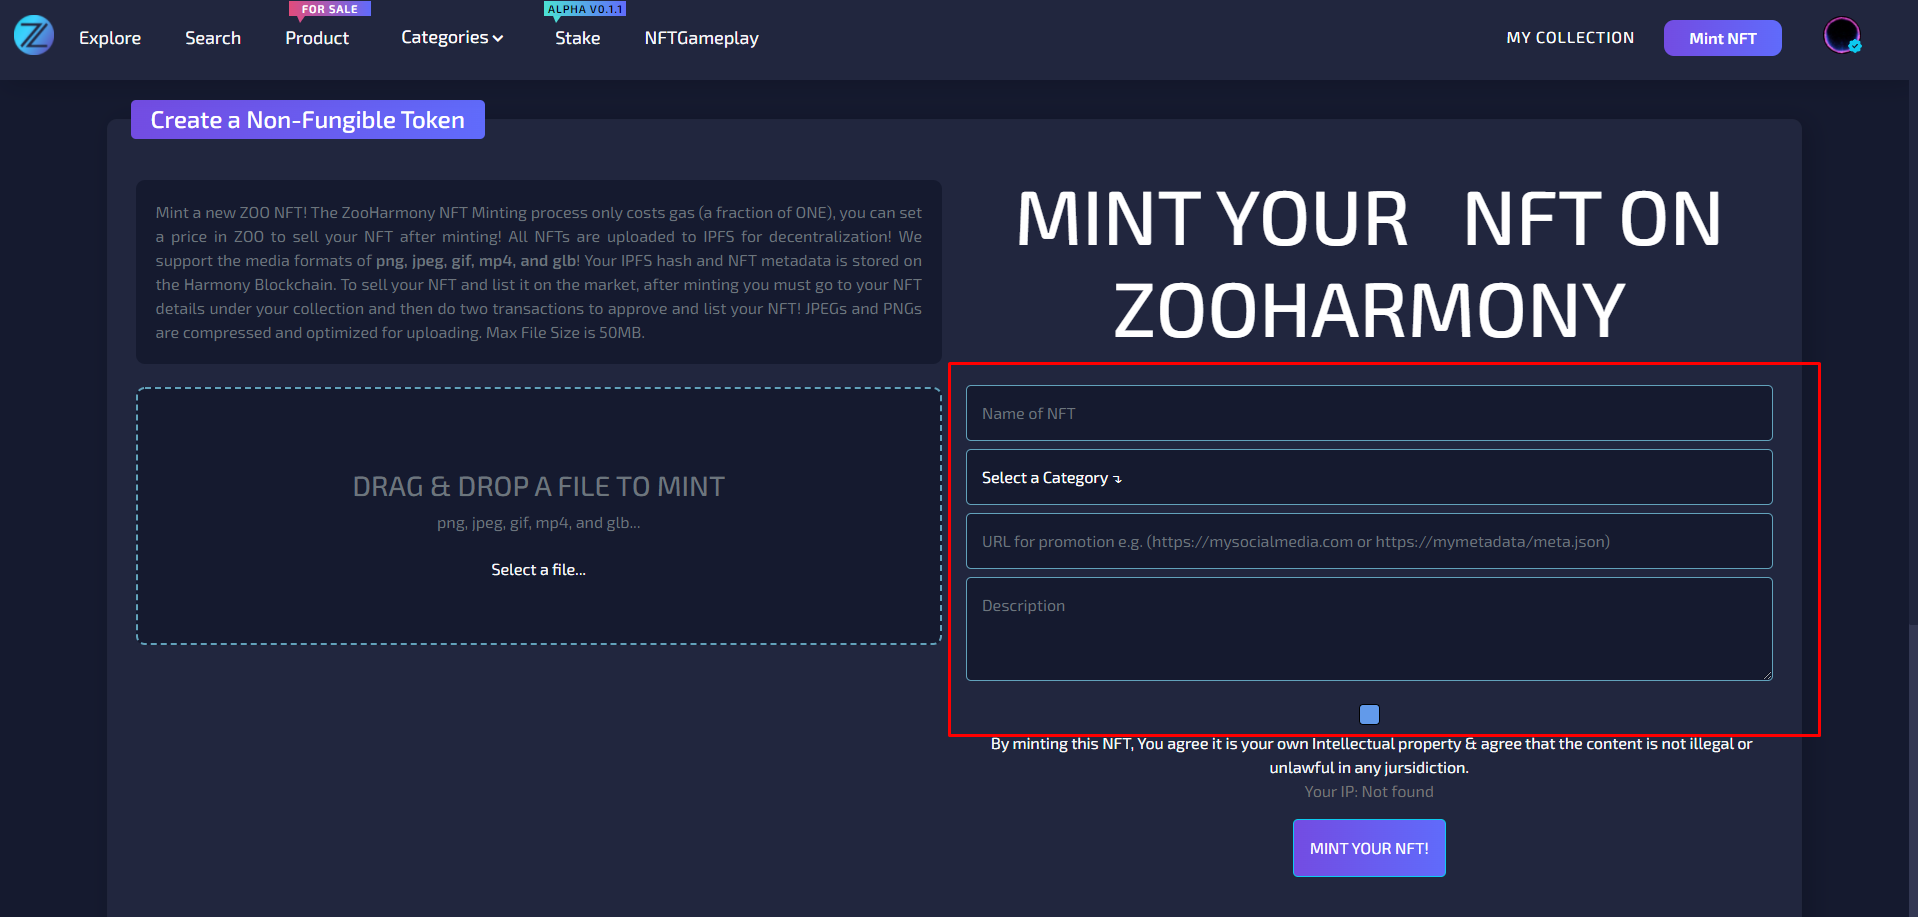 FOR SALE
ALPHA V0.1.1
Explore
Search
Product
Categories
Stake
NFTGameplay
MY COLLECTION
Mint NFT
Create a Non-Fungible Token
Mint a new ZOO NFT! The ZooHarmony NFT Minting process only costs gas (a fraction of ONE), you can set
a price in ZOO to sell your NFT after minting! All NFTs are uploaded to IPFS for decentralization! We
support the media formats of png, jpeg, gif, mp4, and glb! Your IPFS hash and NFT metadata is stored on
the Harmony Blockchain. To sell your NFT and list it on the market, after minting you must go to your NFT
details under your collection and then do two transactions to approve and list your NFT! JPEGs and PNGs
are compressed and optimized for uploading. Max File Size is 50MB.
DRAG & DROP A FILE TO MINT
png, jpeg, gif, mp4, and glb...
Select a file...
MINT YOUR NFT ON
ZOOHARMONY
Name of NFT
Select a Category ↴
URL for promotion e.g. (https://mysocialmedia.com or https://mymetadata/meta.json)
Description
By minting this NFT, You agree it is your own Intellectual property & agree that the content is not illegal or
unlawful in any jursidiction.
Your IP: Not found
MINT YOUR NFT!